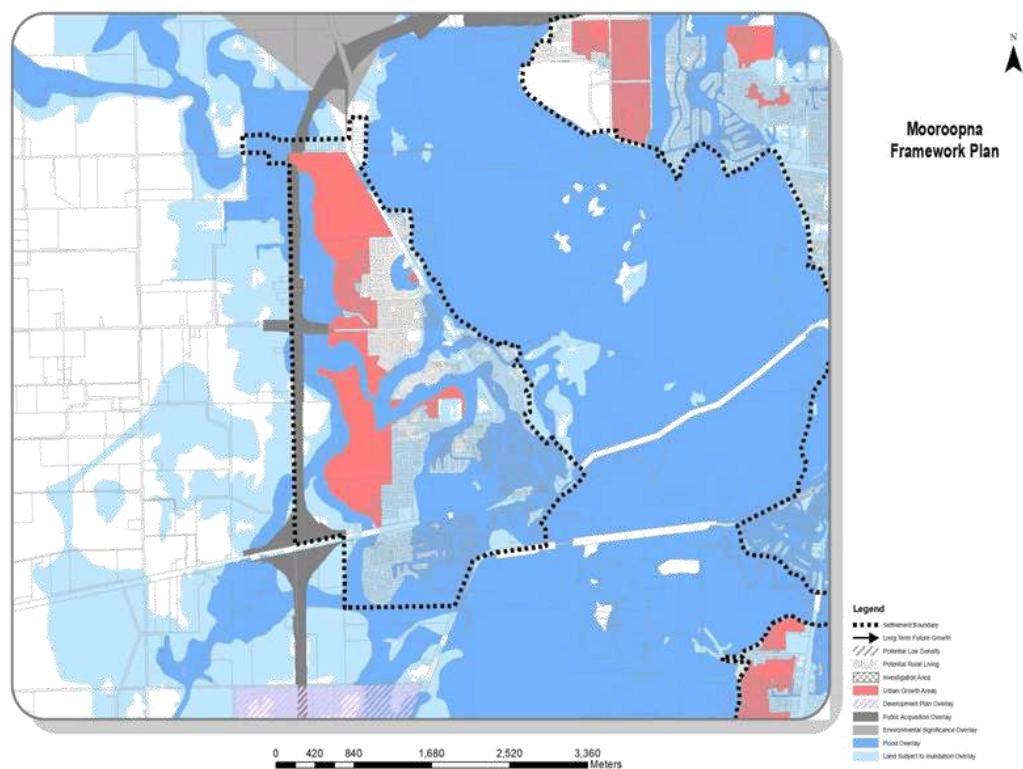 N
Mooroopna
Framework Plan
Legend
Settlement Boundary
Long Term Future Growth
Potential Low Density
Potential Rural Living
Investigation Area
Urban Growth Areas
Development Plan Overlay
Public Acquisition Overlay
Environmental Significance Overlay
Flood Overlay
Land Subject to Inundation Overlay
0 420 840 1,680 2,520 3,360
Meters